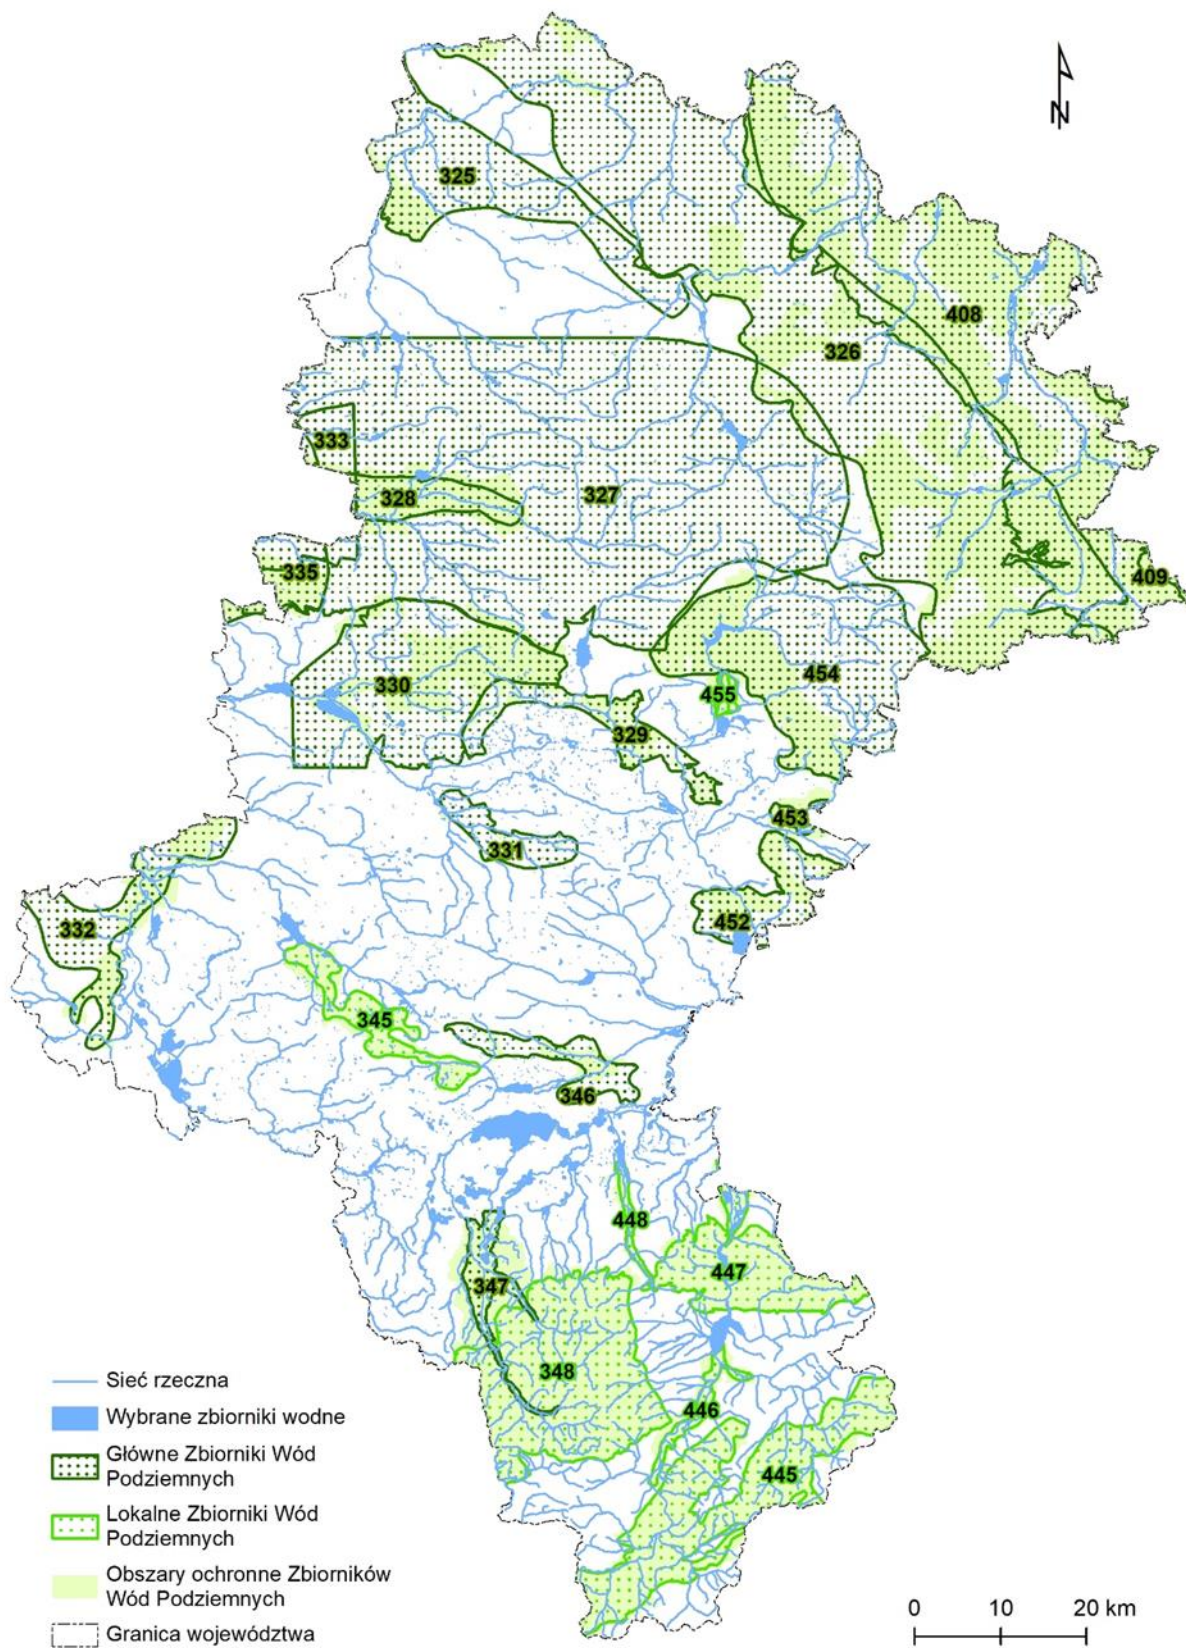 N
325
408
326
333
328
327
335
409
330
454
455
329
453
331
452
332
345
346
448
447
347
348
446
445
Sieć rzeczna
Wybrane zbiorniki wodne
Główne Zbiorniki Wód
Podziemnych
Lokalne Zbiorniki Wód
Podziemnych
Obszary ochronne Zbiorników
Wód Podziemnych
Granica województwa
0 10 20 km